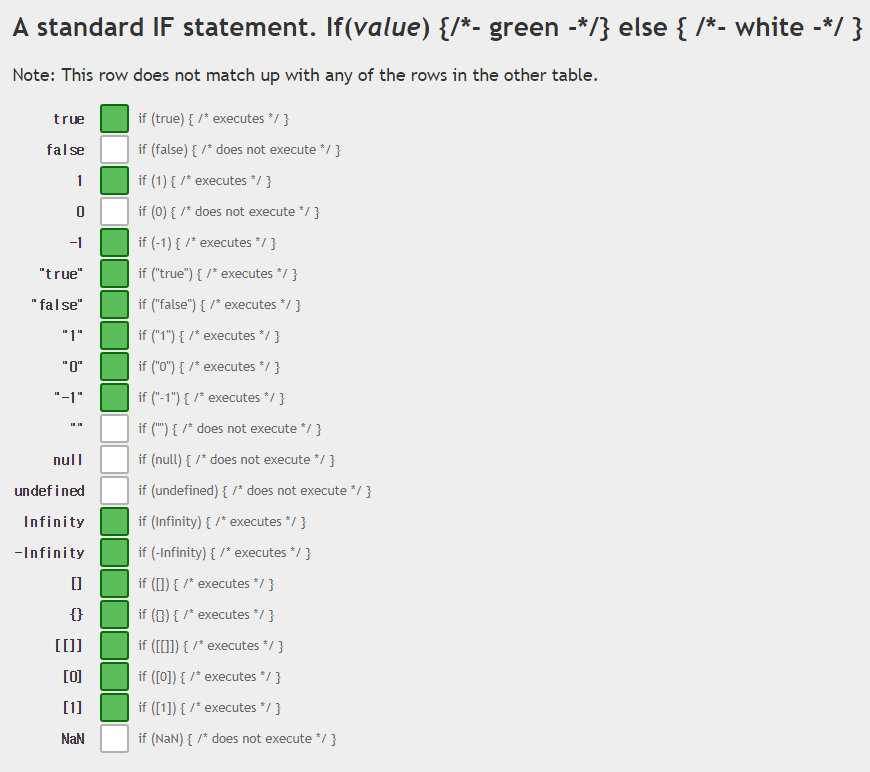 A standard IF statement. If(value) {/*- green -*/} else { /*- white -*/ }
Note: This row does not match up with any of the rows in the other table.
true if (true) { /* executes */ }
false if (false) { /* does not execute */ }
1 if (1) { /* executes */ }
0 if (0) { /* does not execute */ }
-1 if (-1) { /* executes */ }
"true" if ("true") { /* executes */ }
"false" if ("false") { /* executes */ }
"1" if ("1") { /* executes */ }
"0" if ("0") { /* executes */ }
"-1" if ("-1") { /* executes */ }
"" if ("") { /* does not execute */ }
null if (null) { /* does not execute */ }
undefined if (undefined) { /* does not execute */ }
Infinity if (Infinity) { /* executes */ }
-Infinity if (-Infinity) { /* executes */ }
[] if ([]) { /* executes */ }
{} if ({}) { /* executes */ }
[[]] if ([[]]) { /* executes */ }
[0] if ([0]) { /* executes */ }
[1] if ([1]) { /* executes */ }
NaN if (NaN) { /* does not execute */ }